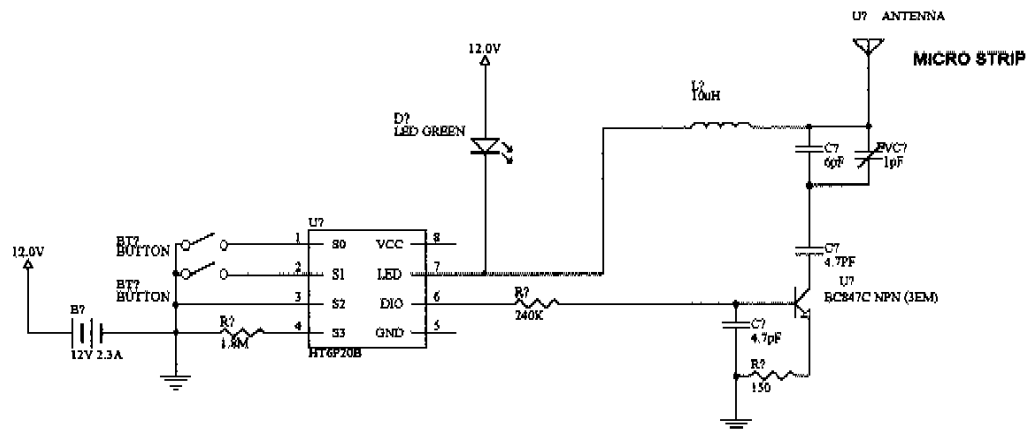 U? ANTENNA
MICRO STRIP
12.0V
L?
10uH
D?
LED GREEN
C?
6pF
VC?
1pF
U?
BT?
BUTTON
1 S0 VCC 8
12.0V
2 S1 LED 7
BT?
BUTTON
C?
4.7PF
3 S2 DIO 6
R?
240K
U?
BC847C NPN (3EM)
B?
12V 2.3A
R?
1.8M
4 S3 GND 5
HT6P20B
C?
4.7pF
R?
150